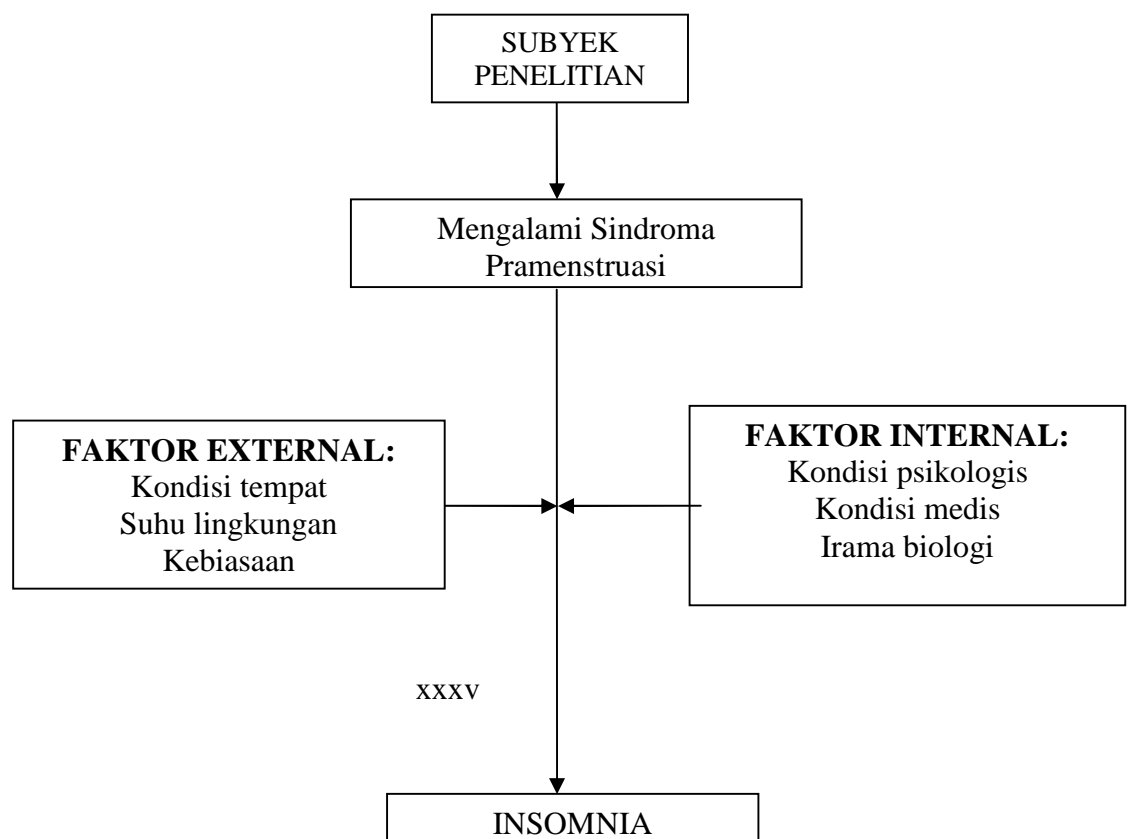 SUBYEK
PENELITIAN
Mengalami Sindroma
Pramenstruasi
FAKTOR EXTERNAL:
Kondisi tempat
Suhu lingkungan
Kebiasaan
FAKTOR INTERNAL:
Kondisi psikologis
Kondisi medis
Irama biologi
xxxv
INSOMNIA